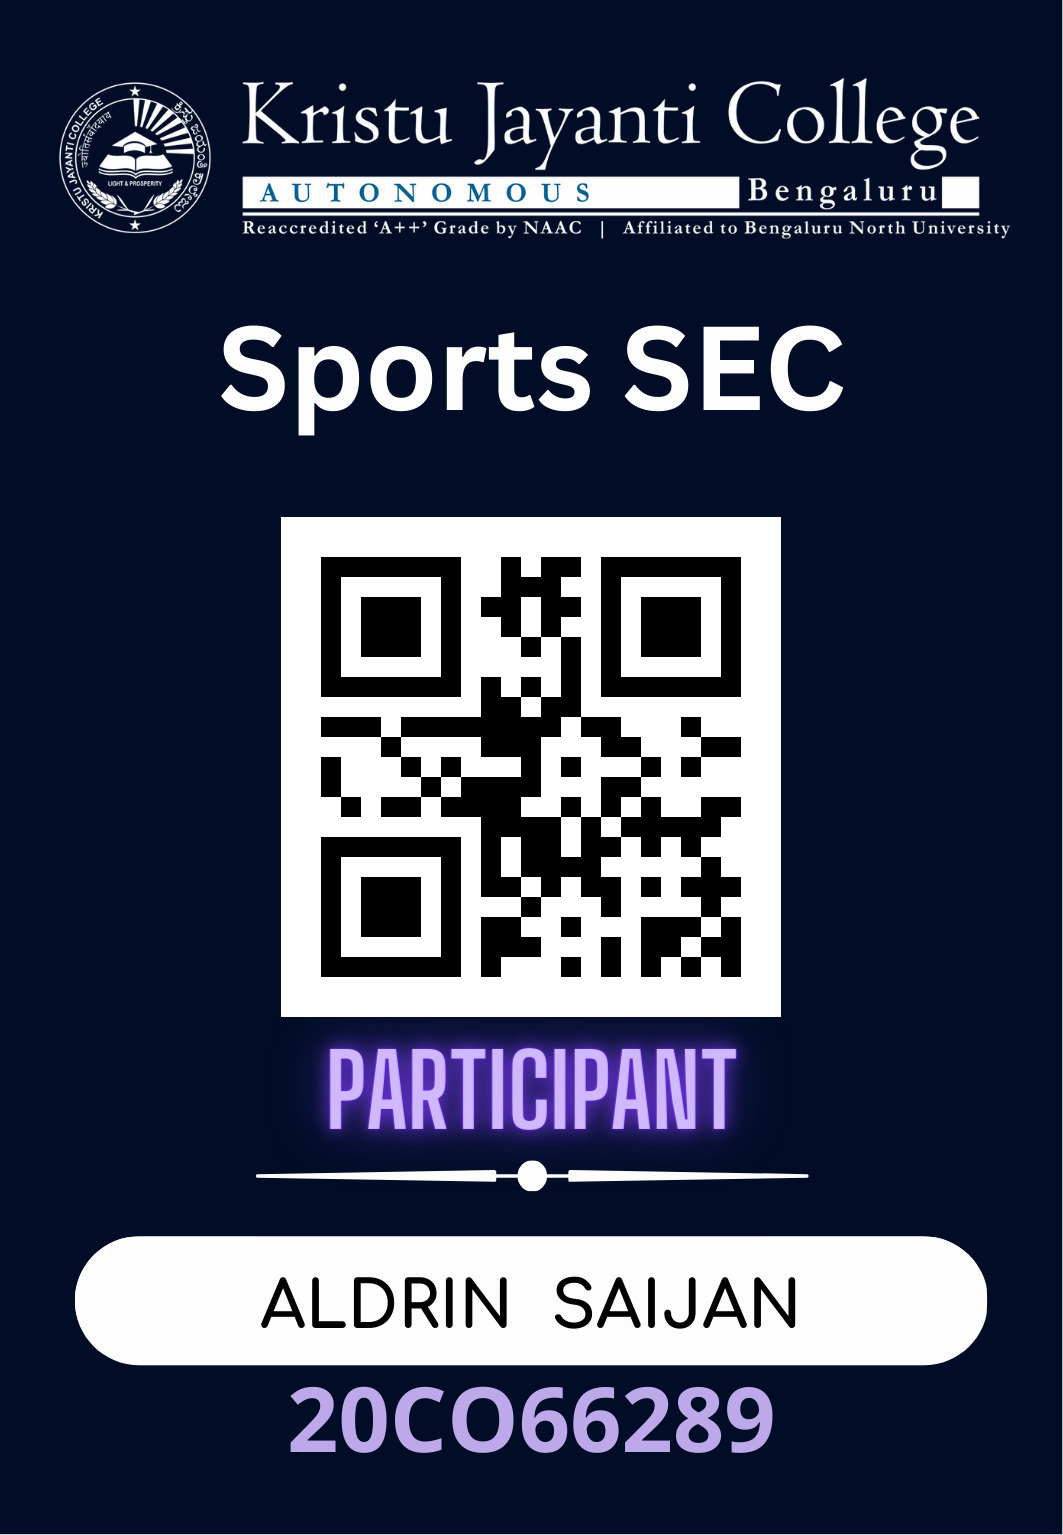 KRISTU JAYANTI COLLEGE
LIGHT & PROSPERITY
Kristu Jayanti College
AUTONOMOUS Bengaluru
Reaccredited ‘A++’ Grade by NAAC | Affiliated to Bengaluru North University
Sports SEC
PARTICIPANT
ALDRIN SAIJAN
20CO66289